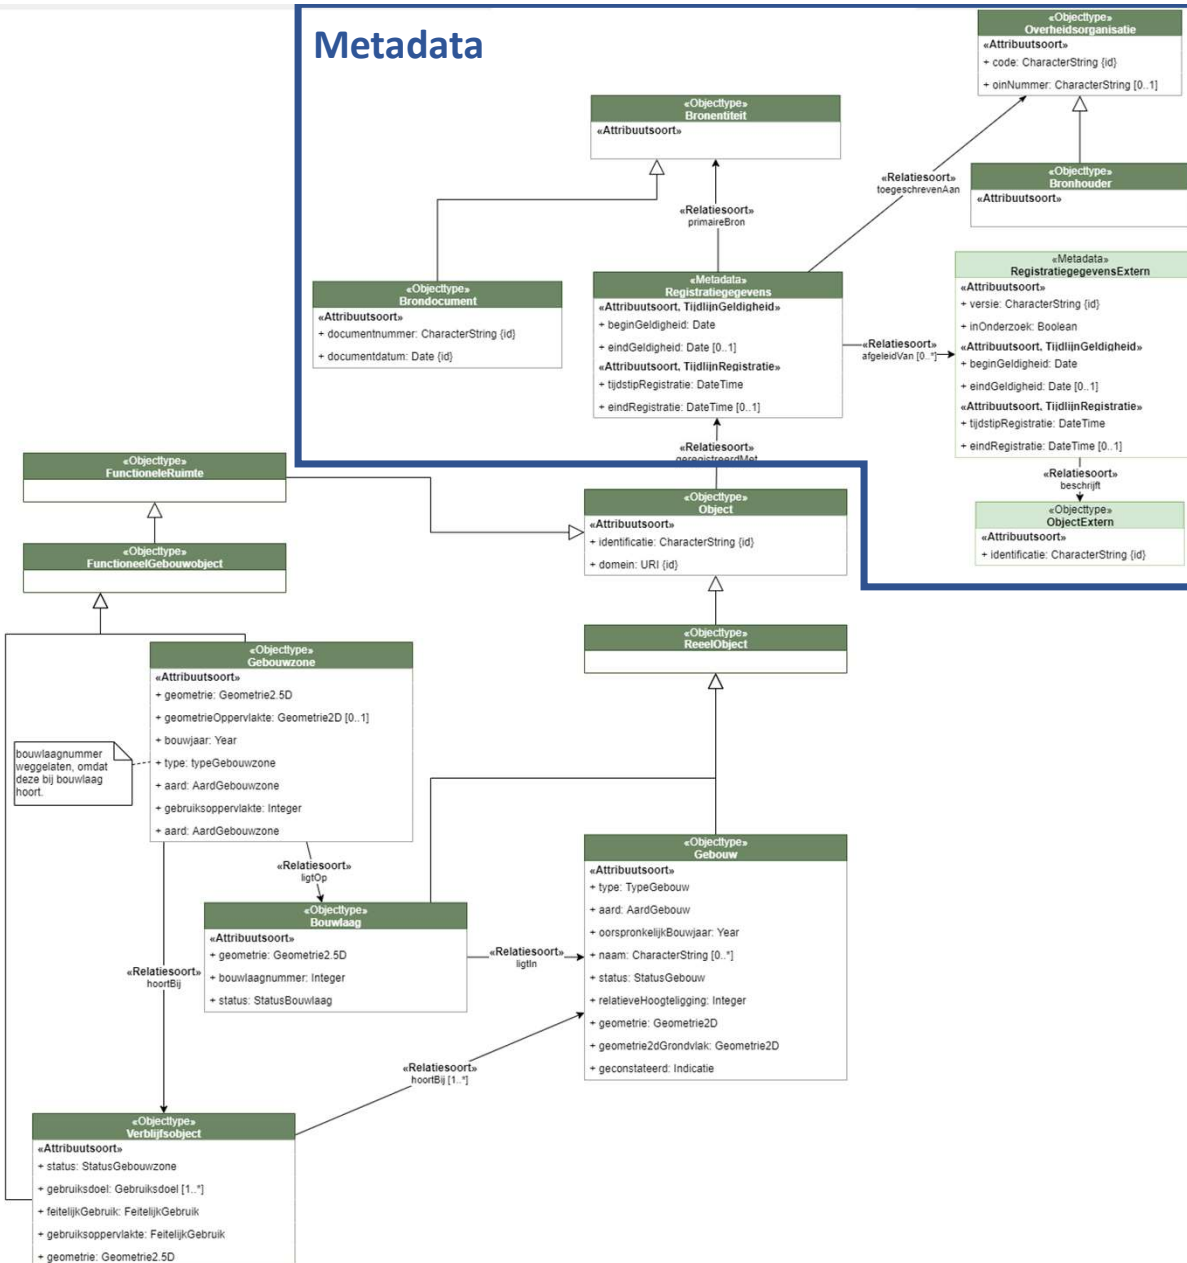 Metadata
«Objecttype»
Overheidsorganisatie
«Attribuutsoort»
+ code: CharacterString {id}
+ oinNummer: CharacterString [0..1]
«Objecttype»
Bronentiteit
«Attribuutsoort»
«Relatiesoort»
toegeschrevenAan
«Objecttype»
Bronhouder
«Attribuutsoort»
«Relatiesoort»
primaireBron
«Objecttype»
Brondocument
«Attribuutsoort»
+ documentnummer: CharacterString {id}
+ documentdatum: Date {id}
«Metadata»
Registratiegegevens
«Attribuutsoort, TijdlijnGeldigheid»
+ beginGeldigheid: Date
+ eindGeldigheid: Date [0..1]
«Attribuutsoort, TijdlijnRegistratie»
+ tijdstipRegistratie: DateTime
+ eindRegistratie: DateTime [0..1]
«Relatiesoort»
afgeleidVan [0..*]
«Metadata»
RegistratiegegevensExtern
«Attribuutsoort»
+ versie: CharacterString {id}
+ inOnderzoek: Boolean
«Attribuutsoort, TijdlijnGeldigheid»
+ beginGeldigheid: Date
+ eindGeldigheid: Date [0..1]
«Attribuutsoort, TijdlijnRegistratie»
+ tijdstipRegistratie: DateTime
+ eindRegistratie: DateTime [0..1]
«Relatiesoort»
geregistreerdMet
«Relatiesoort»
beschrijft
«Objecttype»
ObjectExtern
«Attribuutsoort»
+ identificatie: CharacterString {id}
«Objecttype»
FunctioneleRuimte
«Objecttype»
Object
«Attribuutsoort»
+ identificatie: CharacterString {id}
+ domein: URI {id}
«Objecttype»
FunctioneelGebouwobject
«Objecttype»
ReeelObject
«Objecttype»
Gebouwzone
«Attribuutsoort»
+ geometrie: Geometrie2.5D
+ geometrieOppervlakte: Geometrie2D [0..1]
+ bouwjaar: Year
+ type: typeGebouwzone
+ aard: AardGebouwzone
+ gebruiksoppervlakte: Integer
+ aard: AardGebouwzone
bouwlaagnummer
weggelaten, omdat
deze bij bouwlaag
hoort.
«Relatiesoort»
ligtOp
«Objecttype»
Gebouw
«Attribuutsoort»
+ type: TypeGebouw
+ aard: AardGebouw
+ oorspronkelijkBouwjaar: Year
+ naam: CharacterString [0..*]
+ status: StatusGebouw
+ relatieveHoogteligging: Integer
+ geometrie: Geometrie2D
+ geometrie2dGrondvlak: Geometrie2D
+ geconstateerd: Indicatie
«Objecttype»
Bouwlaag
«Attribuutsoort»
+ geometrie: Geometrie2.5D
+ bouwlaagnummer: Integer
+ status: StatusBouwlaag
«Relatiesoort»
ligtIn
«Relatiesoort»
hoortBij
«Relatiesoort»
hoortBij [1..*]
«Objecttype»
Verblijfsobject
«Attribuutsoort»
+ status: StatusGebouwzone
+ gebruiksdoel: Gebruiksdoel [1..*]
+ feitelijkGebruik: FeitelijkGebruik
+ gebruiksoppervlakte: FeitelijkGebruik
+ geometrie: Geometrie2.5D